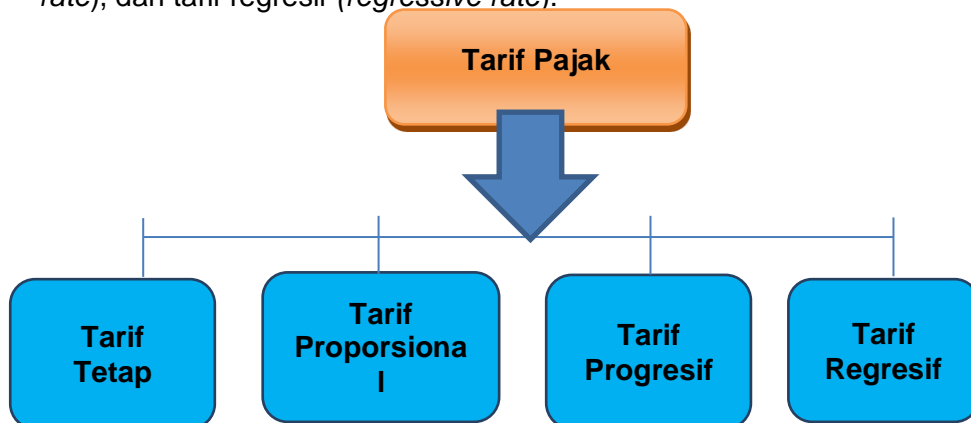 rate), dan tarif regresif (regressive rate).
Tarif Pajak
Tarif
Tetap
Tarif
Proporsiona
l
Tarif
Progresif
Tarif
Regresif